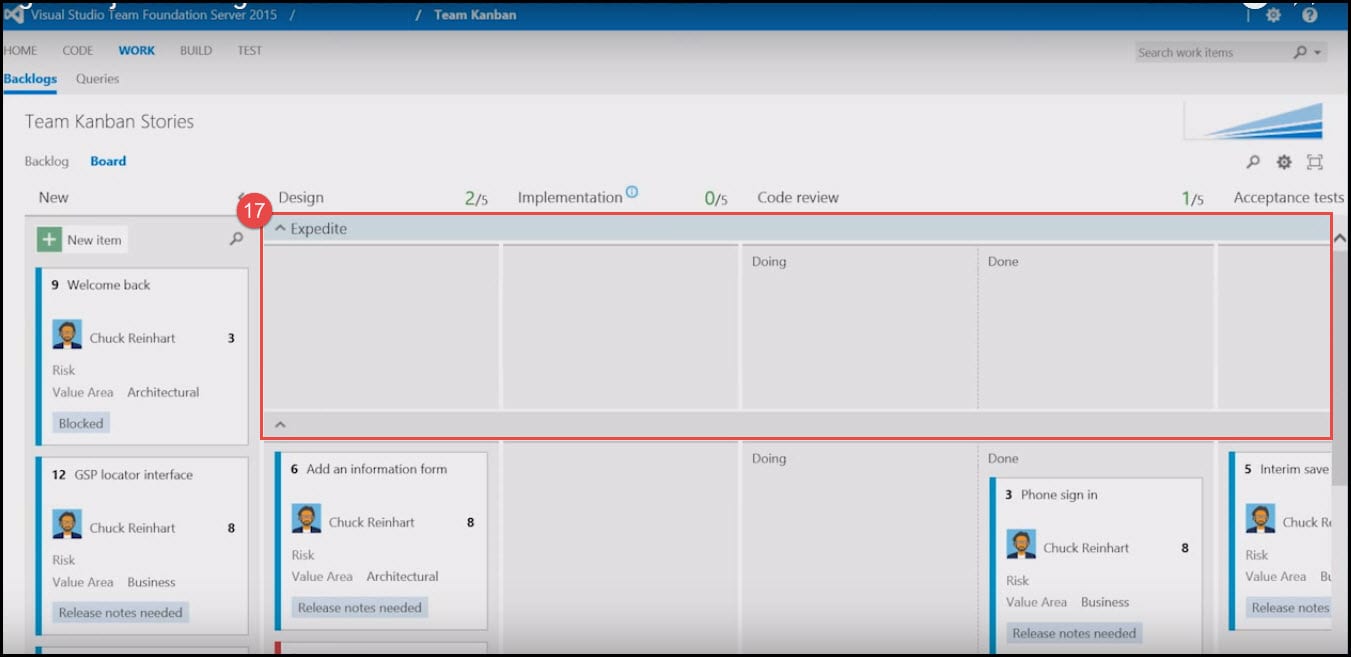 Visual Studio Team Foundation Server 2015 / / Team Kanban
HOME CODE WORK BUILD TEST
Search work items
Backlogs Queries
Team Kanban Stories
Backlog Board
New Design 2/5 Implementation 0/5 Code review 1/5 Acceptance tests
17
Expedite
New item
Doing Done
9 Welcome back
Chuck Reinhart 3
Risk
Value Area Architectural
Blocked
12 GSP locator interface
Chuck Reinhart 8
Risk
Value Area Business
Release notes needed
6 Add an information form
Chuck Reinhart 8
Risk
Value Area Architectural
Release notes needed
Doing Done
3 Phone sign in
Chuck Reinhart 8
Risk
Value Area Business
Release notes needed
5 Interim save
Chuck Re
Risk
Value Area Bu
Release notes